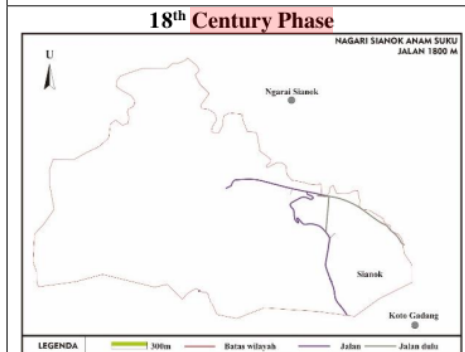 18th Century Phase
NAGARI SIANOK ANAM SUKU
JALAN 1800 M
U
Ngarai Sianok
Sianok
Koto Gadang
LEGENDA 300m Batas wilayah Jalan Jalan dulu